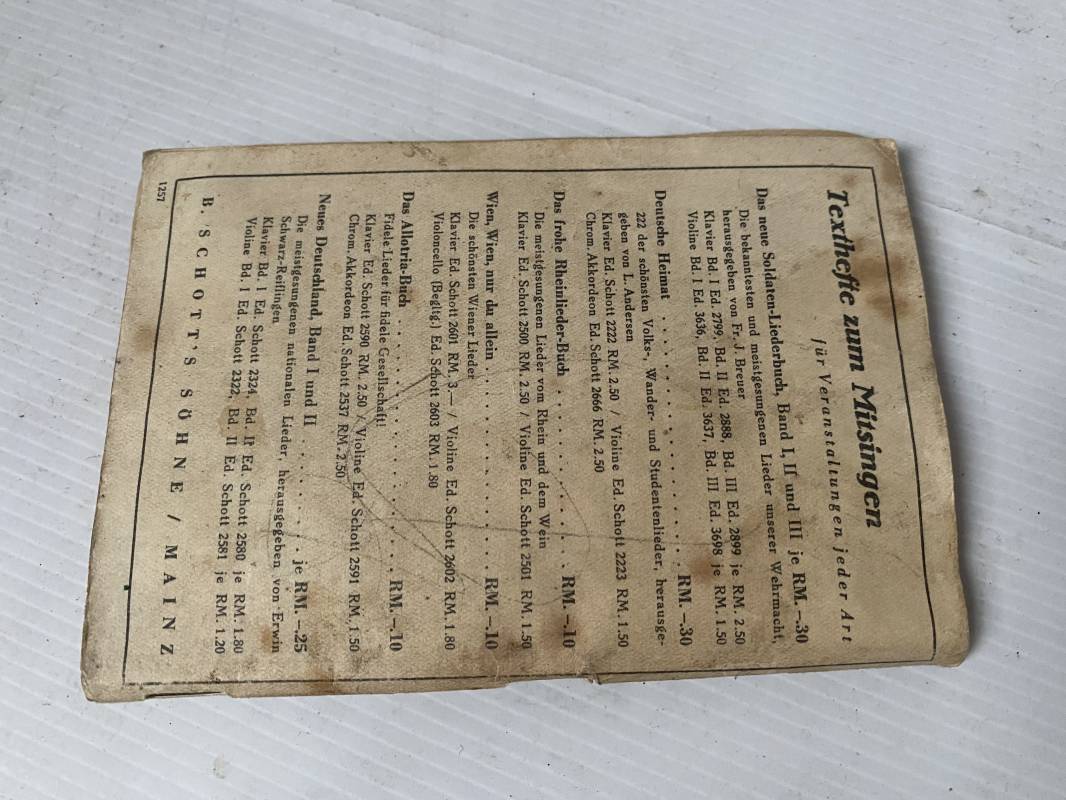 Texthefte zum Mitsingen
für Veranstaltungen jeder Art
Das neue Soldaten-Liederbuch, Band I, II und III je RM. –.30
Die bekanntesten und meistgesungenen Lieder unserer Wehrmacht,
herausgegeben von Fr. J. Breuer
Klavier Bd. I Ed. 2799, Bd. II Ed. 2888, Bd. III Ed. 2899 je RM. 2.50
Violine Bd. I Ed. 3636, Bd. II Ed. 3637, Bd. III Ed. 3698 je RM. 1.50
Deutsche Heimat . . . . . . . . . . . . . . . RM. –.30
222 der schönsten Volks-, Wander- und Studentenlieder, herausge-
geben von L. Andersen
Klavier Ed. Schott 2222 RM. 2.50 / Violine Ed. Schott 2223 RM. 1.50
Chrom. Akkordeon Ed. Schott 2666 RM. 2.50
Das frohe Rheinlieder-Buch . . . . . . . . . . RM. –.10
Die meistgesungenen Lieder vom Rhein und dem Wein
Klavier Ed. Schott 2500 RM. 2.50 / Violine Ed. Schott 2501 RM. 1.50
Wien, Wien, nur du allein . . . . . . . . . . . RM. –.10
Die schönsten Wiener Lieder
Klavier Ed. Schott 2601 RM. 3.— / Violine Ed. Schott 2602 RM. 1.80
Violoncello (Begltg.) Ed. Schott 2603 RM. 1.80
Das Allotria-Buch . . . . . . . . . . . . . . RM. –.10
Fidele Lieder für fidele Gesellschaft!
Klavier Ed. Schott 2590 RM. 2.50 / Violine Ed. Schott 2591 RM. 1.50
Chrom. Akkordeon Ed. Schott 2537 RM. 2.50
Neues Deutschland, Band I und II . . . . . . . je RM. –.25
Die meistgesungenen nationalen Lieder, herausgegeben von Erwin
Schwarz-Reiflingen
Klavier Bd. I Ed. Schott 2324, Bd. II Ed. Schott 2580 je RM. 1.80
Violine Bd. I Ed. Schott 2322, Bd. II Ed. Schott 2581 je RM. 1.20
B. SCHOTT'S SÖHNE / MAINZ
1257